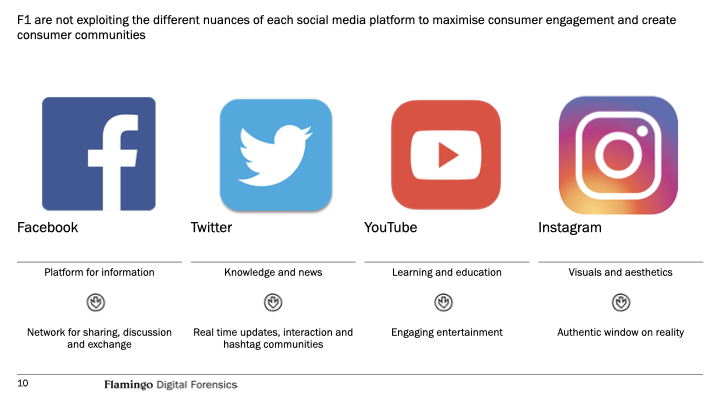 F1 are not exploiting the different nuances of each social media platform to maximise consumer engagement and create
consumer communities
Facebook
Twitter
YouTube
Instagram
Platform for information
Knowledge and news
Learning and education
Visuals and aesthetics
Network for sharing, discussion
and exchange
Real time updates, interaction and
hashtag communities
Engaging entertainment
Authentic window on reality
10
Flamingo Digital Forensics